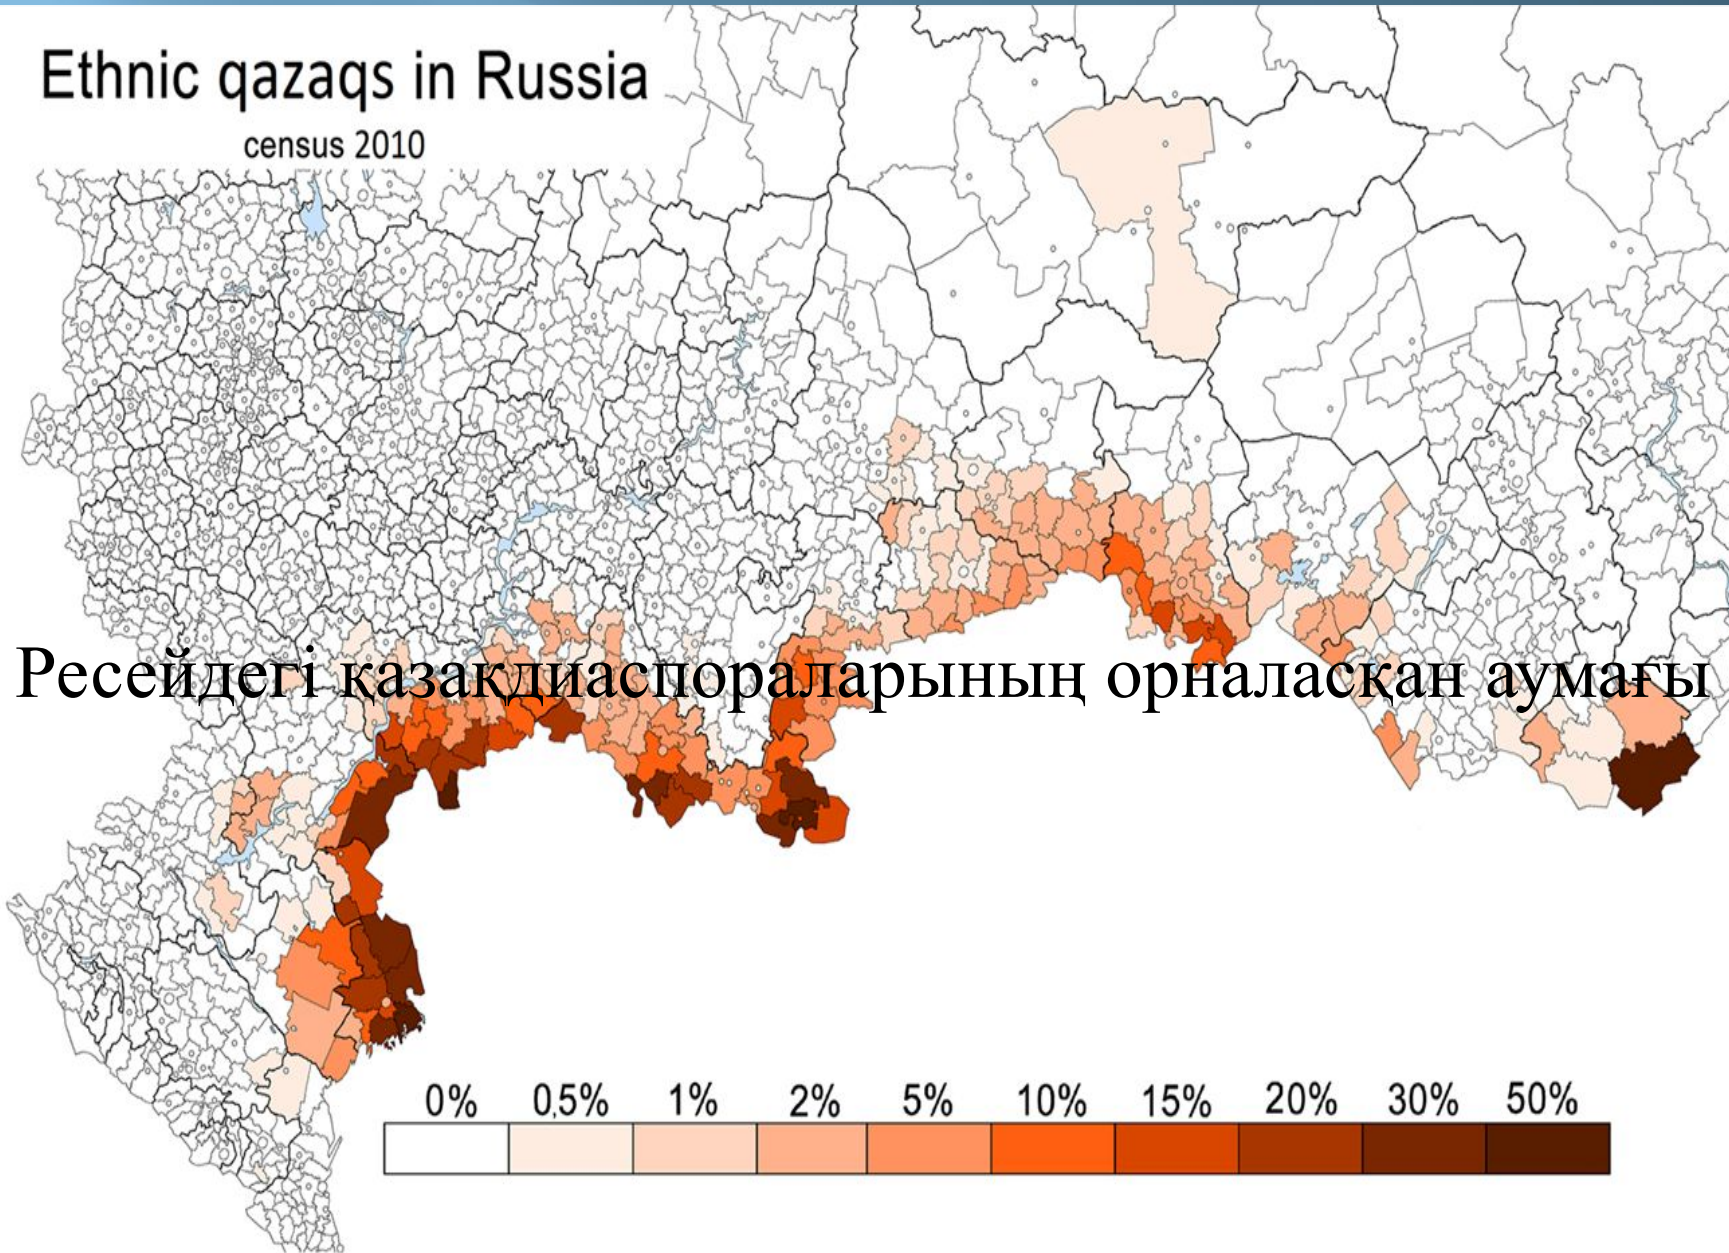 Ethnic qazaqs in Russia
census 2010
Ресейдегі қазақдиаспораларының орналасқан аумағы
0% 0,5% 1% 2% 5% 10% 15% 20% 30% 50%